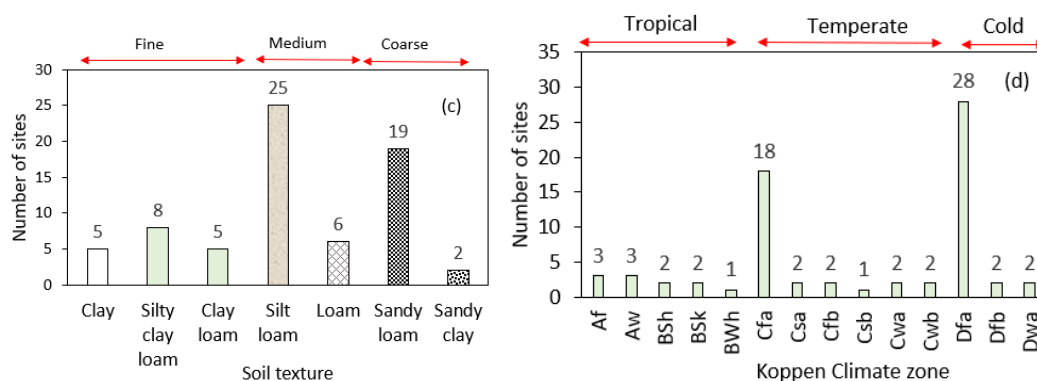 Fine Medium Coarse
30
25
20
15
10
5
0
Number of sites
5 8 5 25 6 19 2
(c)
Clay Silty clay loam Clay loam Silt loam Loam Sandy loam Sandy clay
Soil texture
Tropical Temperate Cold
35
30
25
20
15
10
5
0
Number of sites
3 3 2 2 1 18 2 2 1 2 2 28 2 2
(d)
Af Aw BSh BSk BWh Cfa Csa Cfb Csb Cwa Cwb Dfa Dfb Dwa
Koppen Climate zone